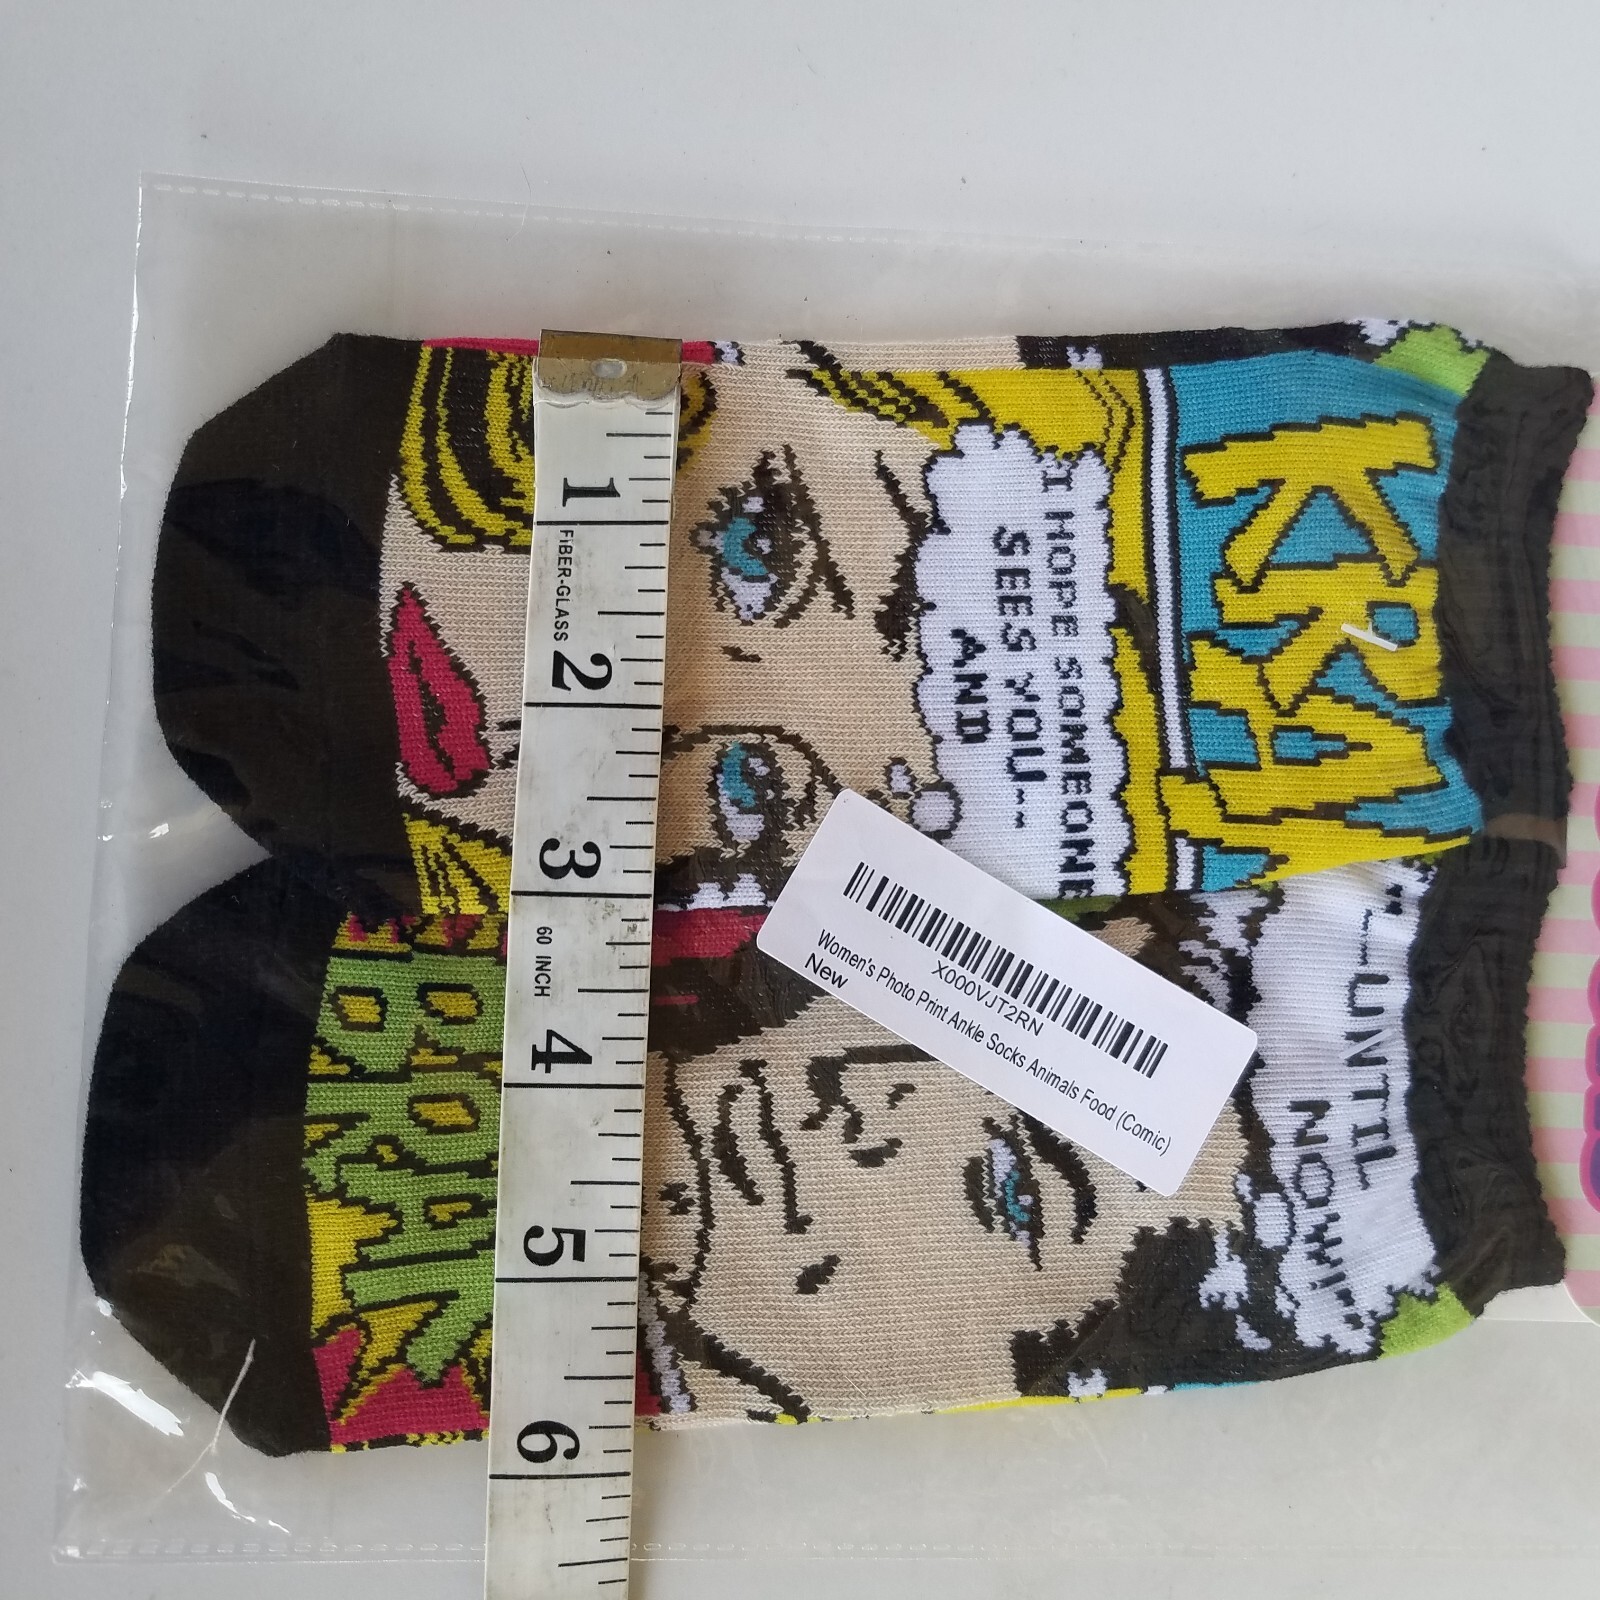 KRA
I HOPE SOMEONE
SEES YOU--
AND
"--UNTIL
NOW!"
X000VJT2RN
Women's Photo Print Ankle Socks Animals Food (Comic)
New
1
FiBER-GLASS
2
3
60 INCH
4
5
6